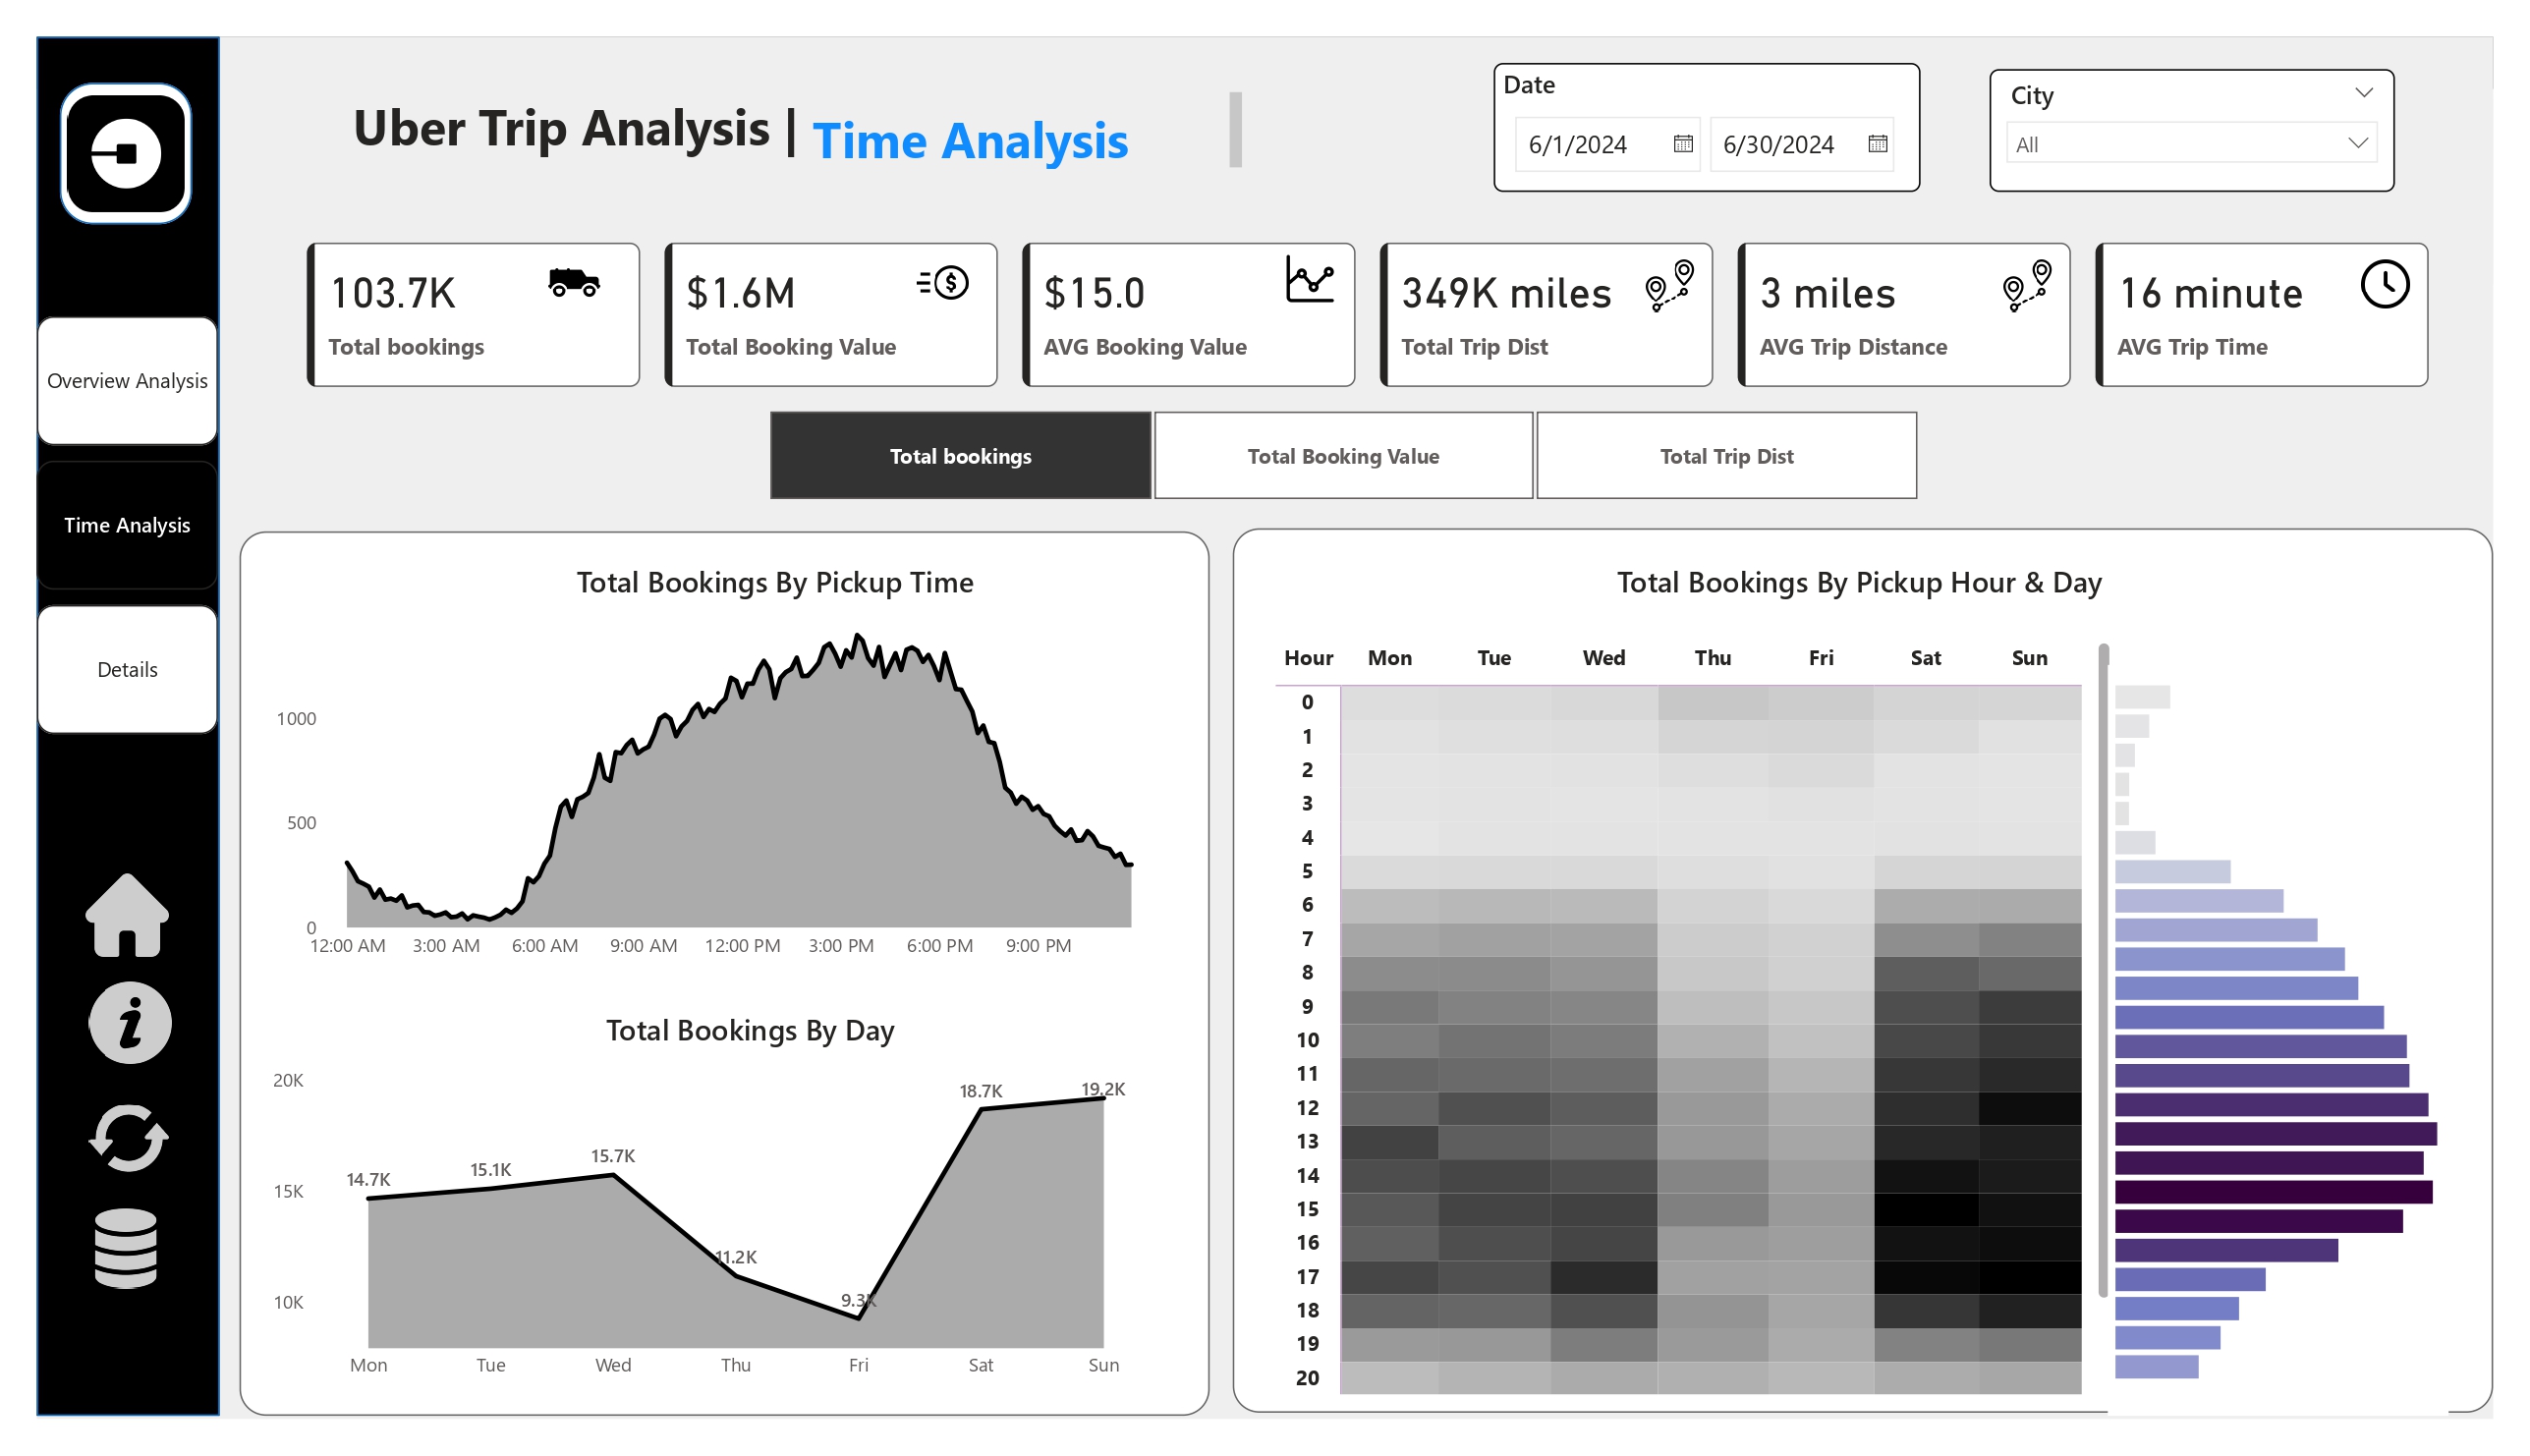 Uber Trip Analysis | Time Analysis
Date
6/1/2024 6/30/2024
City
All
103.7K
Total bookings
$1.6M
Total Booking Value
$15.0
AVG Booking Value
349K miles
Total Trip Dist
3 miles
AVG Trip Distance
16 minute
AVG Trip Time
Overview Analysis
Time Analysis
Details
Total bookings
Total Booking Value
Total Trip Dist
Total Bookings By Pickup Time
1000
500
0
12:00 AM 3:00 AM 6:00 AM 9:00 AM 12:00 PM 3:00 PM 6:00 PM 9:00 PM
Total Bookings By Day
20K
15K
10K
14.7K 15.1K 15.7K 11.2K 9.3K 18.7K 19.2K
Mon Tue Wed Thu Fri Sat Sun
Total Bookings By Pickup Hour & Day
Hour Mon Tue Wed Thu Fri Sat Sun
0
1
2
3
4
5
6
7
8
9
10
11
12
13
14
15
16
17
18
19
20